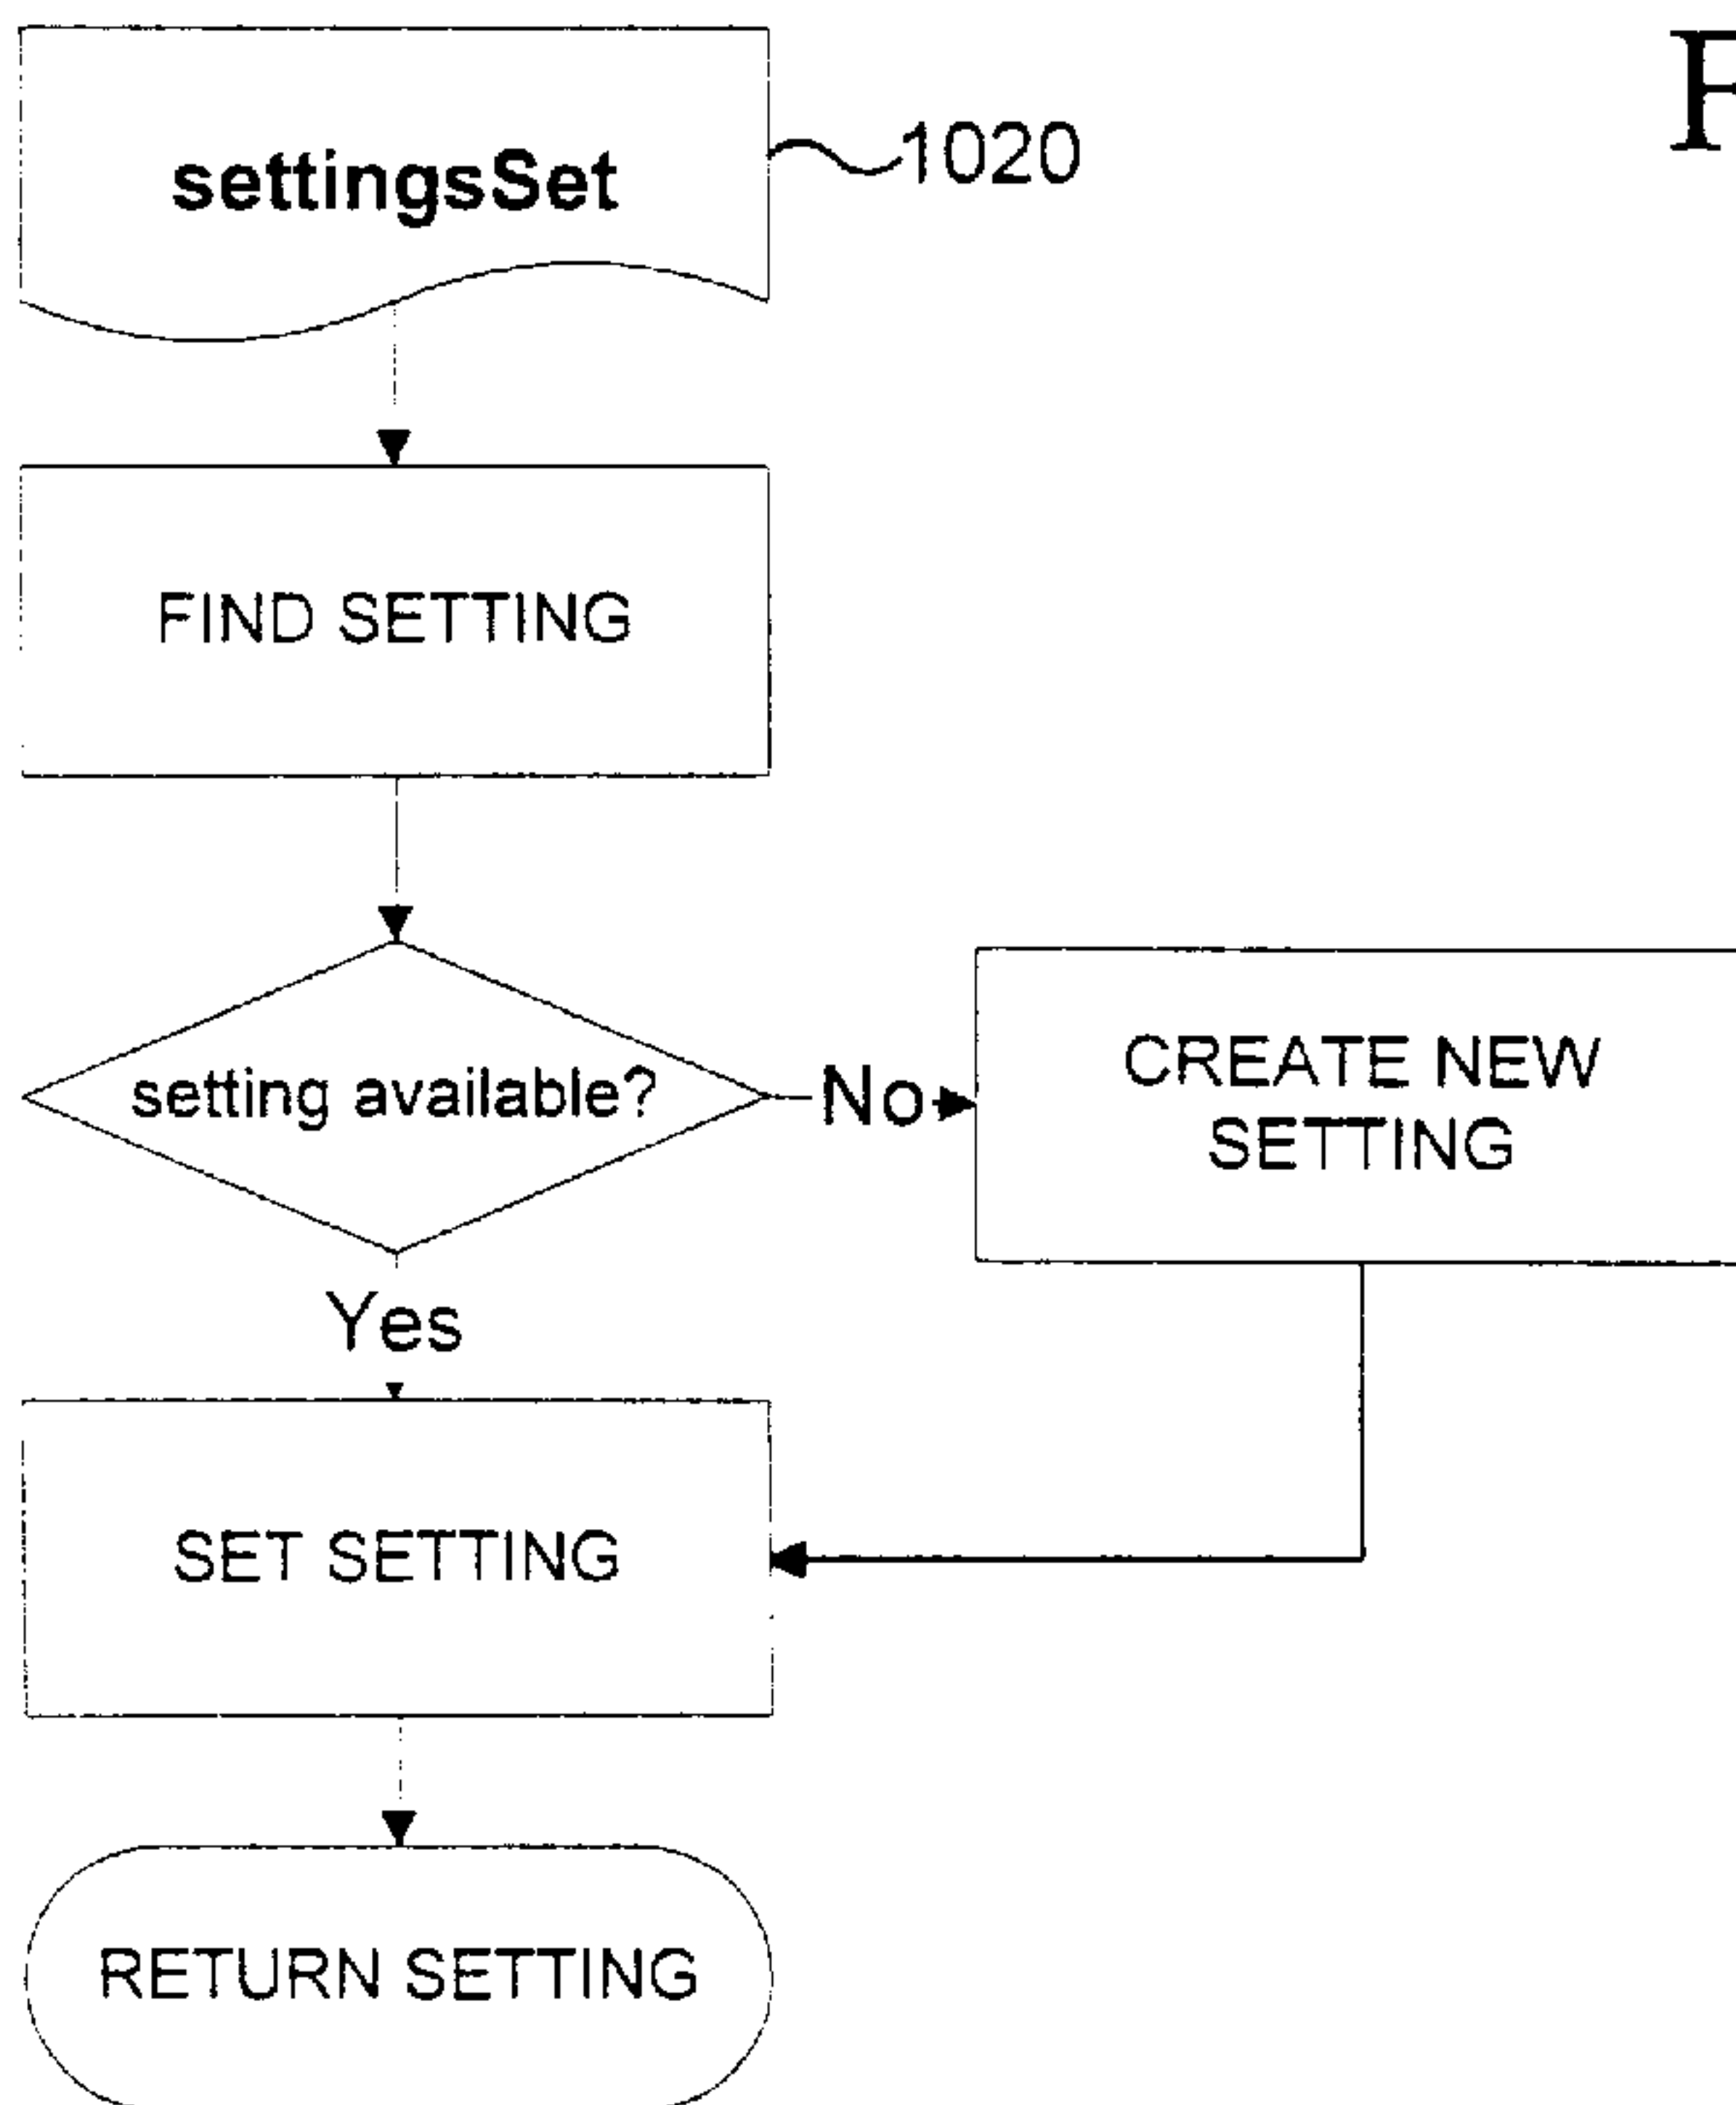 settingsSet
1020
FIND SETTING
setting available?
No
CREATE NEW
SETTING
Yes
SET SETTING
RETURN SETTING